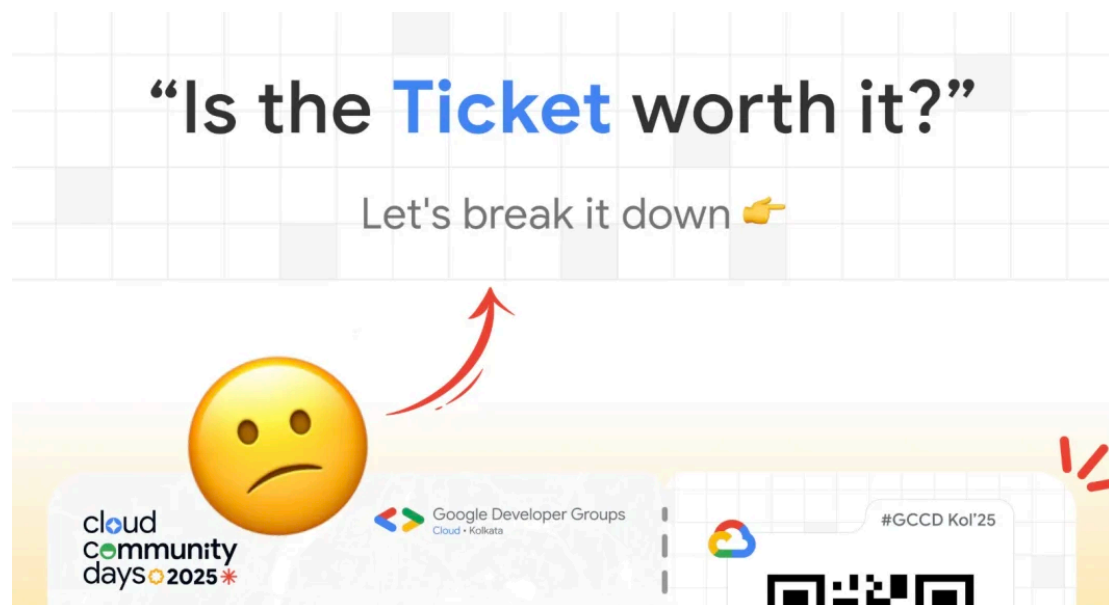 “Is the Ticket worth it?”
Let's break it down 👉
cloud
community
days 2025
Google Developer Groups
Cloud • Kolkata
#GCCD Kol'25